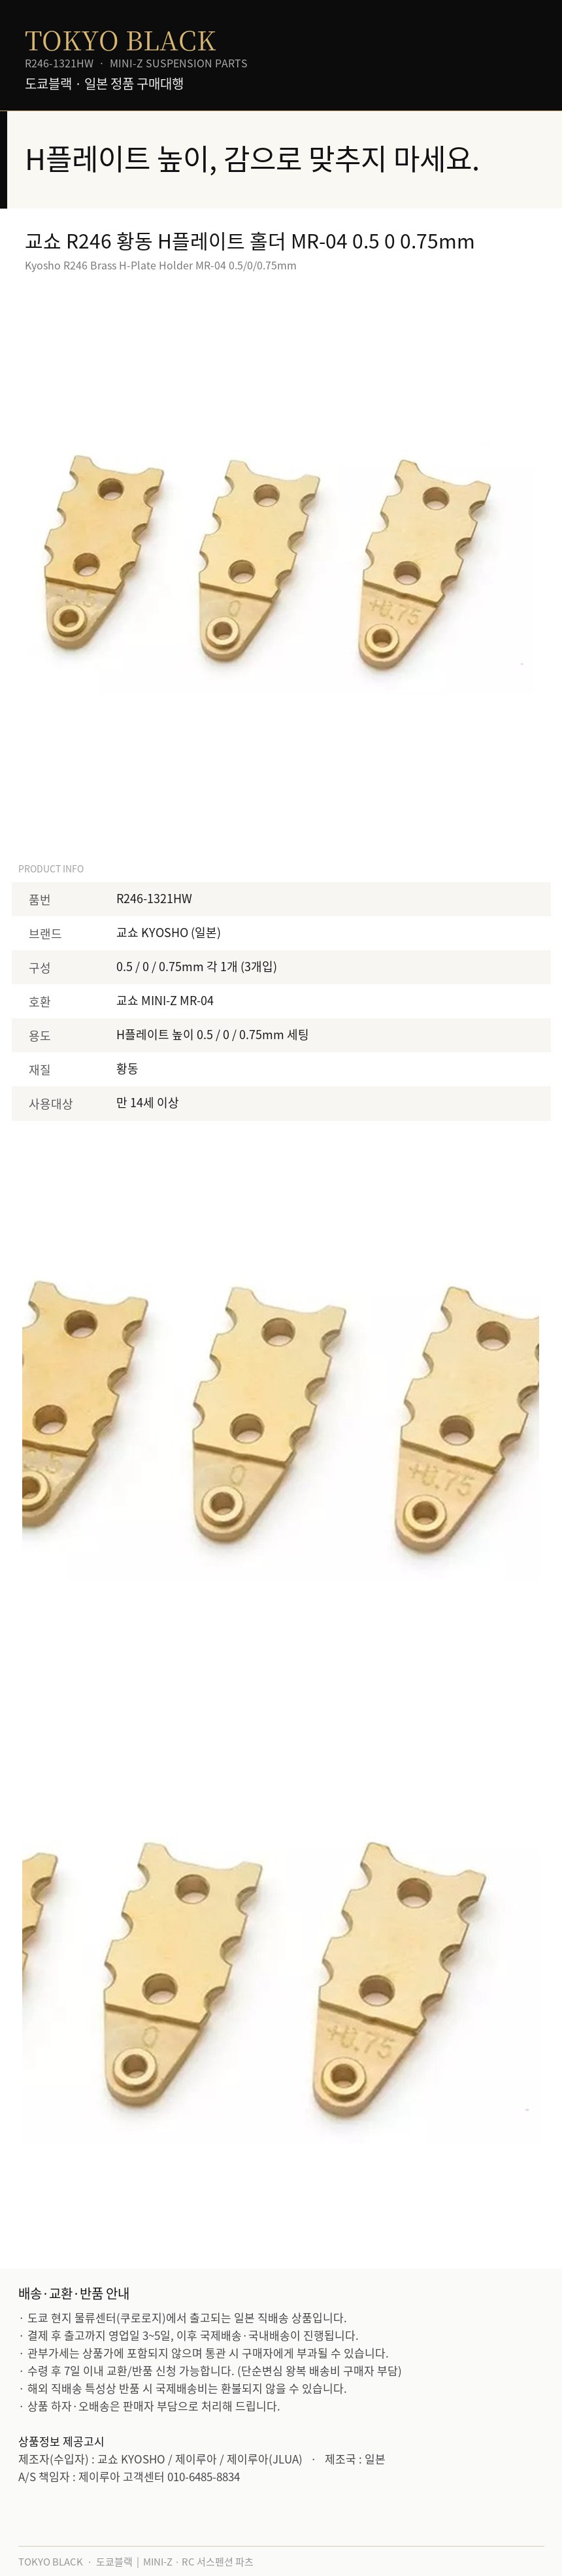 TOKYO BLACK
R246-1321HW · MINI-Z SUSPENSION PARTS
도쿄블랙 · 일본 정품 구매대행
H플레이트 높이, 감으로 맞추지 마세요.
교쇼 R246 황동 H플레이트 홀더 MR-04 0.5 0 0.75mm
Kyosho R246 Brass H-Plate Holder MR-04 0.5/0/0.75mm
0
+0.75
PRODUCT INFO
품번 R246-1321HW
브랜드 교쇼 KYOSHO (일본)
구성 0.5 / 0 / 0.75mm 각 1개 (3개입)
호환 교쇼 MINI-Z MR-04
용도 H플레이트 높이 0.5 / 0 / 0.75mm 세팅
재질 황동
사용대상 만 14세 이상
0
+0.75
0
+0.75
배송·교환·반품 안내
· 도쿄 현지 물류센터(쿠로로지)에서 출고되는 일본 직배송 상품입니다.
· 결제 후 출고까지 영업일 3~5일, 이후 국제배송·국내배송이 진행됩니다.
· 관부가세는 상품가에 포함되지 않으며 통관 시 구매자에게 부과될 수 있습니다.
· 수령 후 7일 이내 교환/반품 신청 가능합니다. (단순변심 왕복 배송비 구매자 부담)
· 해외 직배송 특성상 반품 시 국제배송비는 환불되지 않을 수 있습니다.
· 상품 하자·오배송은 판매자 부담으로 처리해 드립니다.
상품정보 제공고시
제조자(수입자) : 교쇼 KYOSHO / 제이루아 / 제이루아(JLUA) · 제조국 : 일본
A/S 책임자 : 제이루아 고객센터 010-6485-8834
TOKYO BLACK · 도쿄블랙 | MINI-Z · RC 서스펜션 파츠